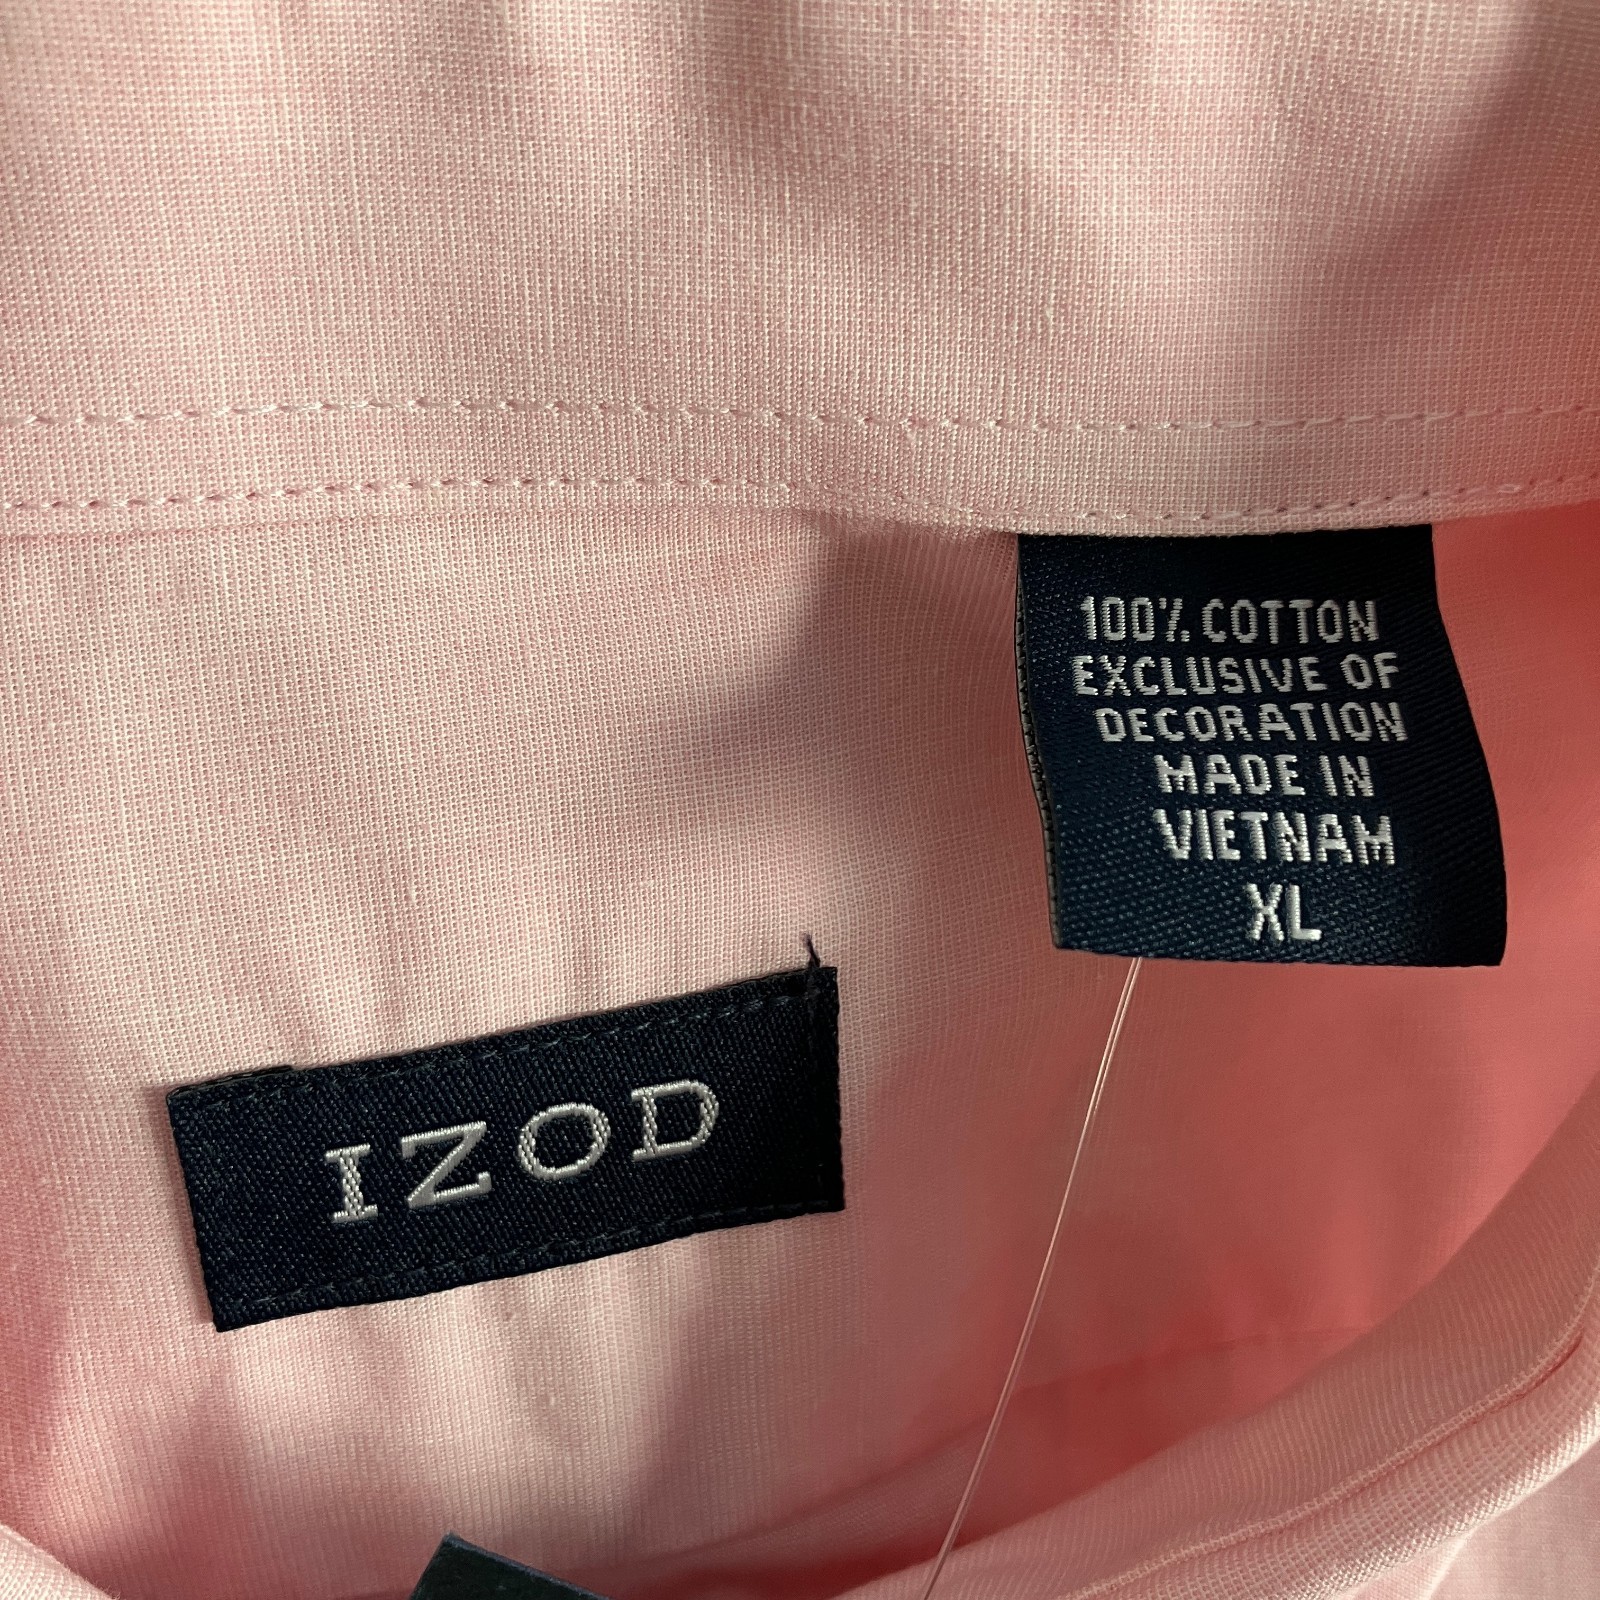 100% COTTON
EXCLUSIVE OF
DECORATION
MADE IN
VIETNAM
XL
IZOD